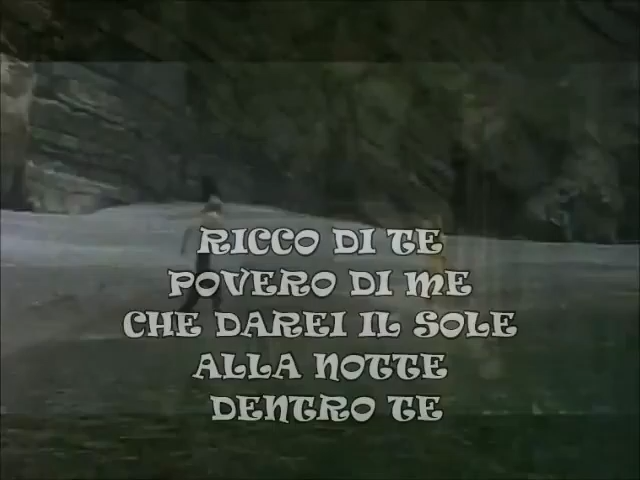 RICCO DI TE
POVERO DI ME
CHE DAREI IL SOLE
ALLA NOTTE
DENTRO TE